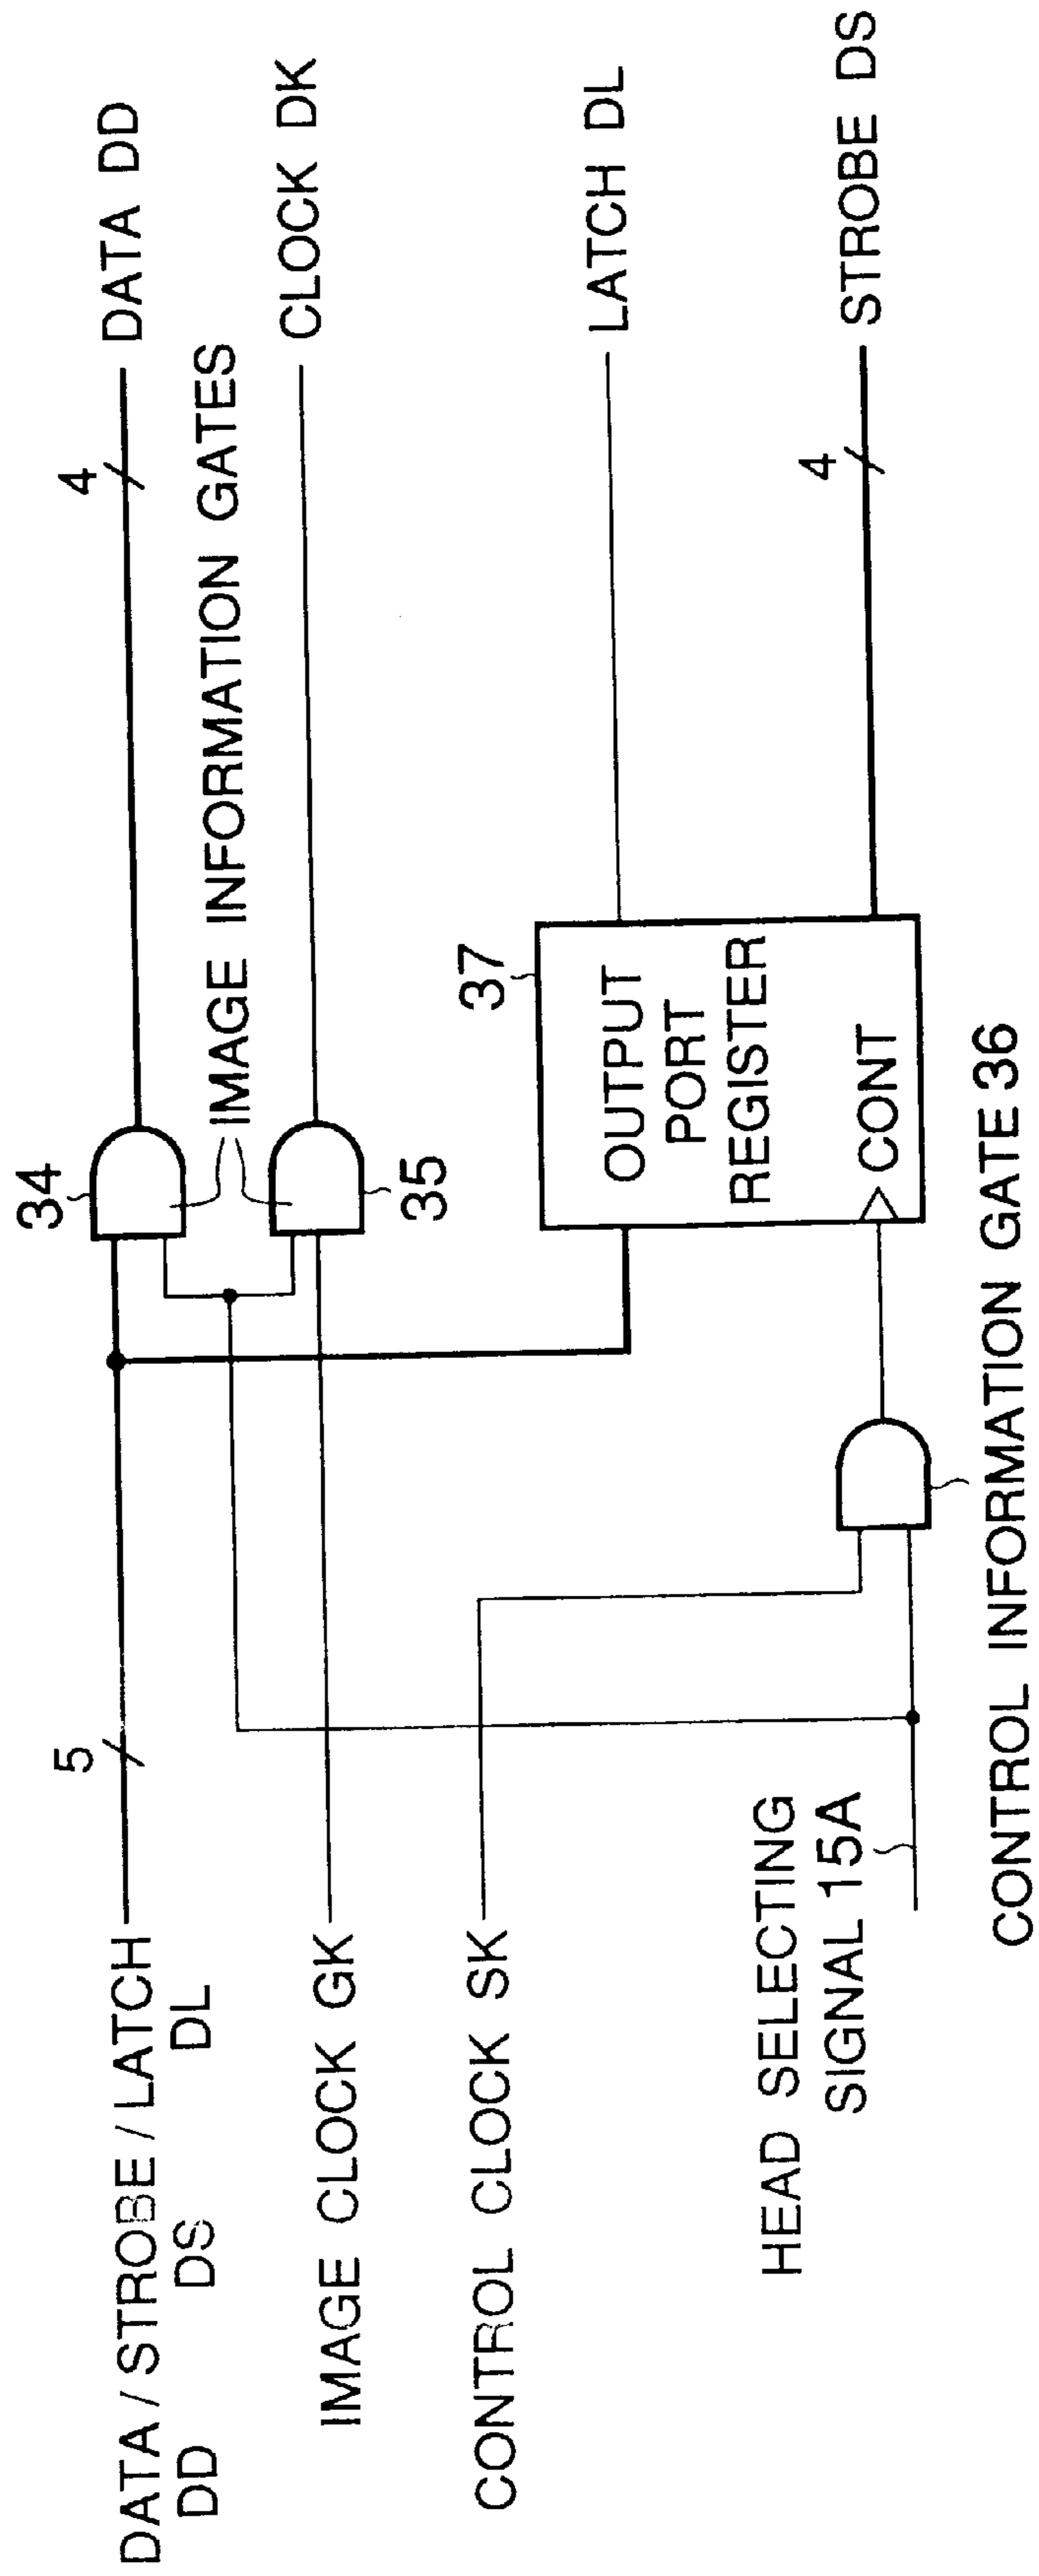 DATA / STROBE / LATCH
DD DS DL
5
IMAGE CLOCK GK
CONTROL CLOCK SK
HEAD SELECTING
SIGNAL 15A
34
IMAGE INFORMATION GATES
35
4
DATA DD
CLOCK DK
37
OUTPUT
PORT
REGISTER
CONT
LATCH DL
4
STROBE DS
CONTROL INFORMATION GATE 36